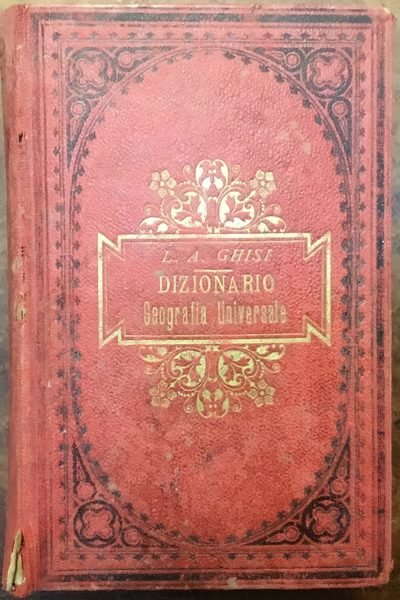 L. A. GHISI
DIZIONARIO
Geografia Universale